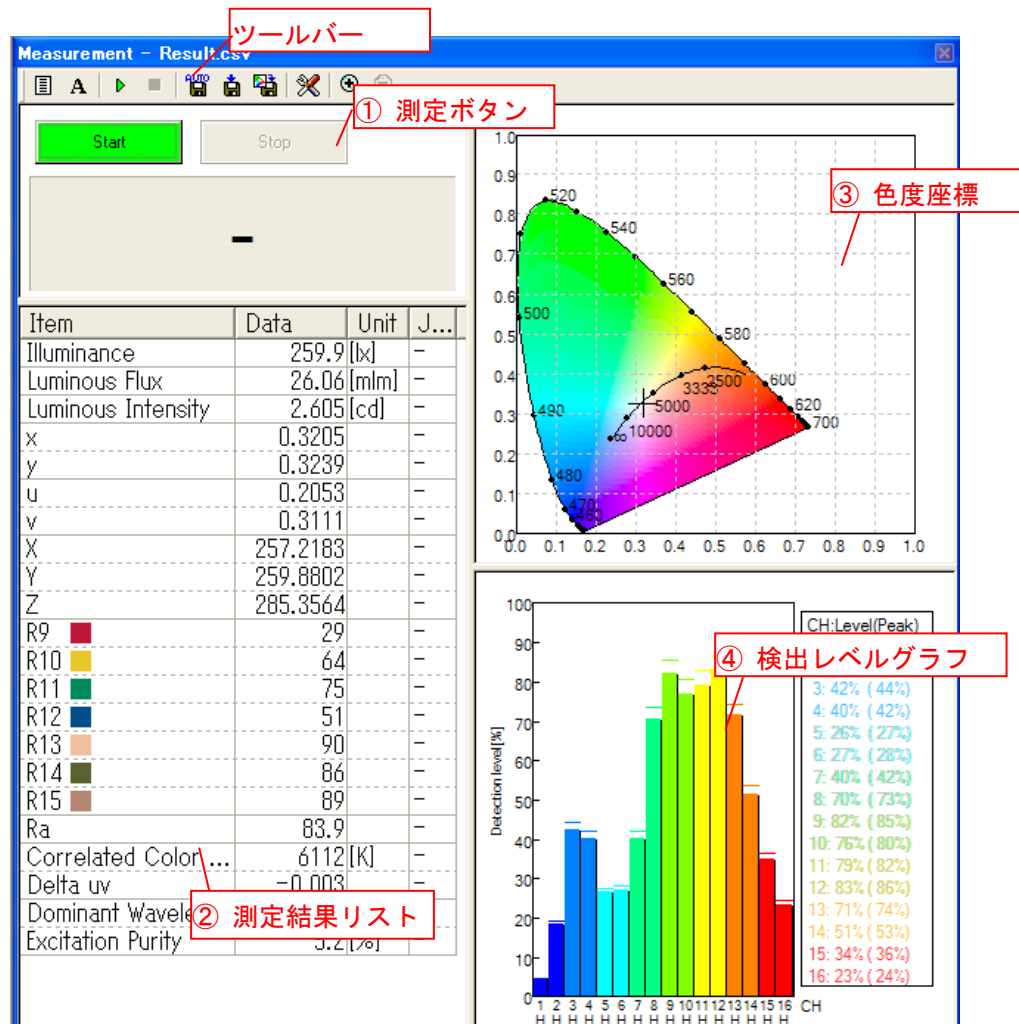 ツールバー
Measurement - Result.csv
A
AUTO
① 測定ボタン
Start
Stop
-
Item Data Unit J...
Illuminance 259.9 [lx] -
Luminous Flux 26.06 [mlm] -
Luminous Intensity 2.605 [cd] -
x 0.3205 -
y 0.3239 -
u 0.2053 -
v 0.3111 -
X 257.2183 -
Y 259.8802 -
Z 285.3564 -
R9 29 -
R10 64 -
R11 75 -
R12 51 -
R13 90 -
R14 86 -
R15 89 -
Ra 83.9 -
Correlated Color ... 6112 [K] -
Delta uv -0.003 -
Dominant
Excitation Purity [%] -
② 測定結果リスト
③ 色度座標
1.0
0.9
0.8
0.7
0.6
0.5
0.4
0.3
0.2
0.1
0.0
0.0 0.1 0.2 0.3 0.4 0.5 0.6 0.7 0.8 0.9 1.0
520
540
560
500
580
600
2500
3333
620
5000
490
700
10000
∞
480
470
460
④ 検出レベルグラフ
Detection level[%]
100
90
80
70
60
50
40
30
20
10
0
1 2 3 4 5 6 7 8 9 10 11 12 13 14 15 16 CH
H H H H H H H H H H H H H H H H
CH:Level(Peak)
3: 42% ( 44%)
4: 40% ( 42%)
5: 26% ( 27%)
6: 27% ( 28%)
7: 40% ( 42%)
8: 70% ( 73%)
9: 82% ( 85%)
10: 76% ( 80%)
11: 79% ( 82%)
12: 83% ( 86%)
13: 71% ( 74%)
14: 51% ( 53%)
15: 34% ( 36%)
16: 23% ( 24%)